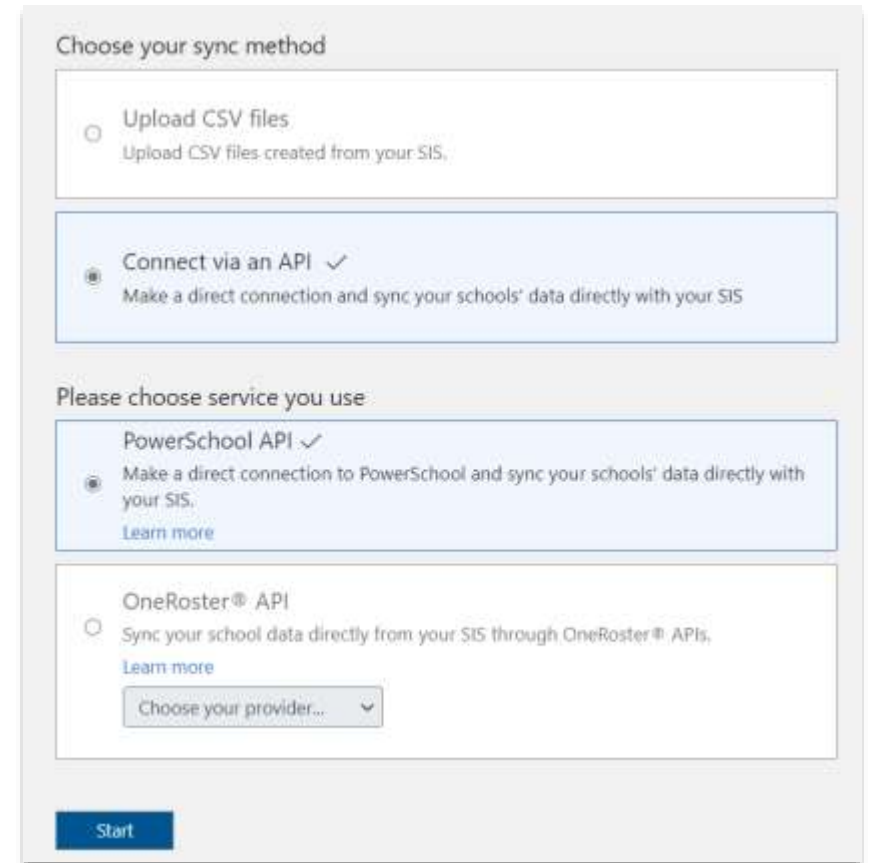 Choose your sync method
Upload CSV files
Upload CSV files created from your SIS.
Connect via an API ✓
Make a direct connection and sync your schools' data directly with your SIS
Please choose service you use
PowerSchool API ✓
Make a direct connection to PowerSchool and sync your schools' data directly with
your SIS.
Learn more
OneRoster® API
Sync your school data directly from your SIS through OneRoster® APIs.
Learn more
Choose your provider...
Start